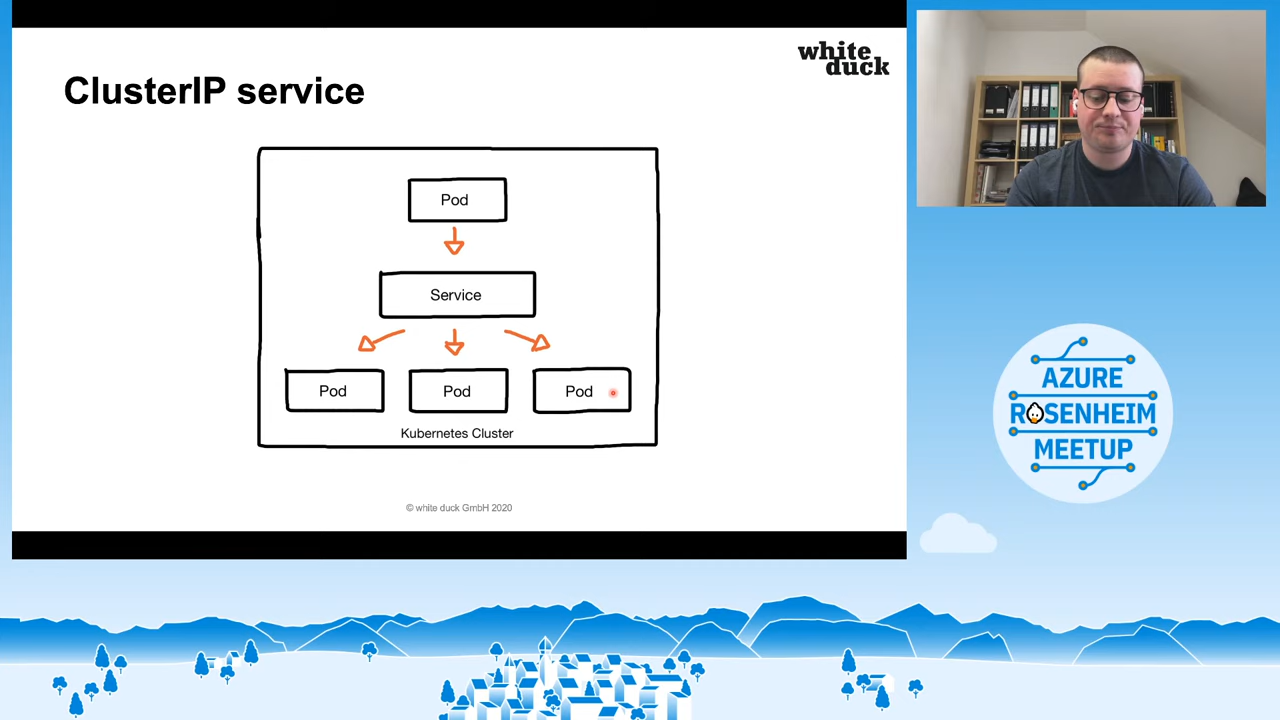 white
duck
ClusterIP service
Pod
Service
Pod
Pod
Pod
Kubernetes Cluster
© white duck GmbH 2020
AZURE
ROSENHEIM
MEETUP